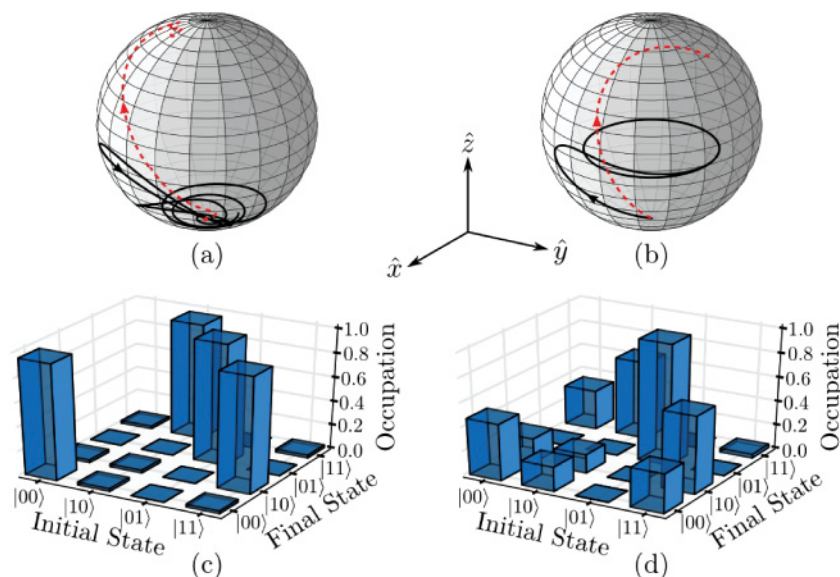 (a)
(b)
ẑ
x̂
ŷ
1.0
0.8
0.6
0.4
0.2
0.0
Occupation
|00⟩
|10⟩
|01⟩
|11⟩
Initial State
|00⟩
|10⟩
|01⟩
|11⟩
Final State
(c)
1.0
0.8
0.6
0.4
0.2
0.0
Occupation
|00⟩
|10⟩
|01⟩
|11⟩
Initial State
|00⟩
|10⟩
|01⟩
|11⟩
Final State
(d)